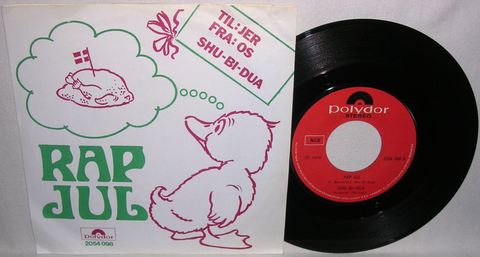 TIL: JER
FRA: OS
SHU·BI·DUA
RAP
JUL
Polydor
2054 098
Polydor
STEREO
NCB
RAP JUL
SHU-BI-DUA